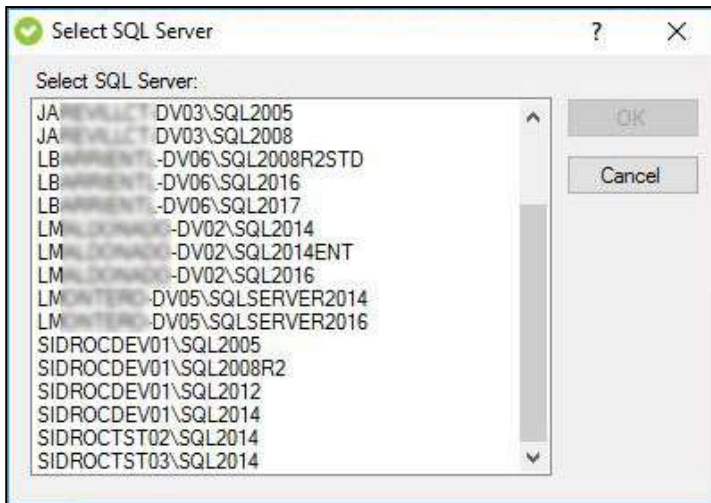 Select SQL Server
?
Select SQL Server:
JA -DV03\SQL2005
JA -DV03\SQL2008
LB -DV06\SQL2008R2STD
LB -DV06\SQL2016
LB -DV06\SQL2017
LM -DV02\SQL2014
LM -DV02\SQL2014ENT
LM -DV02\SQL2016
LM -DV05\SQLSERVER2014
LM -DV05\SQLSERVER2016
SIDROCDEV01\SQL2005
SIDROCDEV01\SQL2008R2
SIDROCDEV01\SQL2012
SIDROCDEV01\SQL2014
SIDROCTST02\SQL2014
SIDROCTST03\SQL2014
OK
Cancel